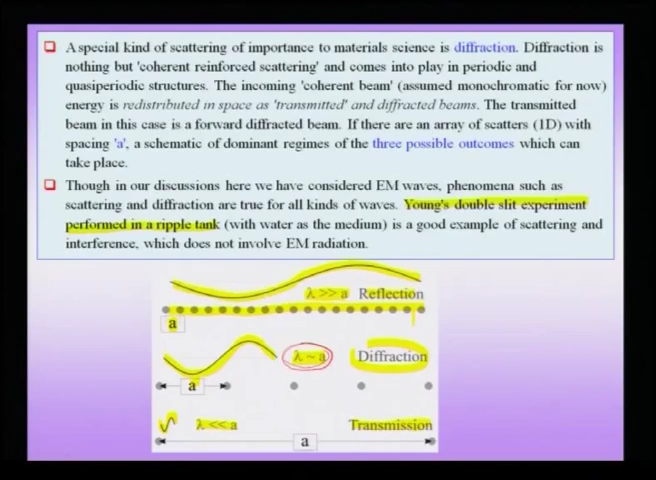 A special kind of scattering of importance to materials science is diffraction. Diffraction is
nothing but 'coherent reinforced scattering' and comes into play in periodic and
quasiperiodic structures. The incoming 'coherent beam' (assumed monochromatic for now)
energy is redistributed in space as 'transmitted' and diffracted beams. The transmitted
beam in this case is a forward diffracted beam. If there are an array of scatters (1D) with
spacing 'a', a schematic of dominant regimes of the three possible outcomes which can
take place.
Though in our discussions here we have considered EM waves, phenomena such as
scattering and diffraction are true for all kinds of waves. Young's double slit experiment
performed in a ripple tank (with water as the medium) is a good example of scattering and
interference, which does not involve EM radiation.
λ >> a Reflection
a
λ ~ a Diffraction
a
λ << a Transmission
a